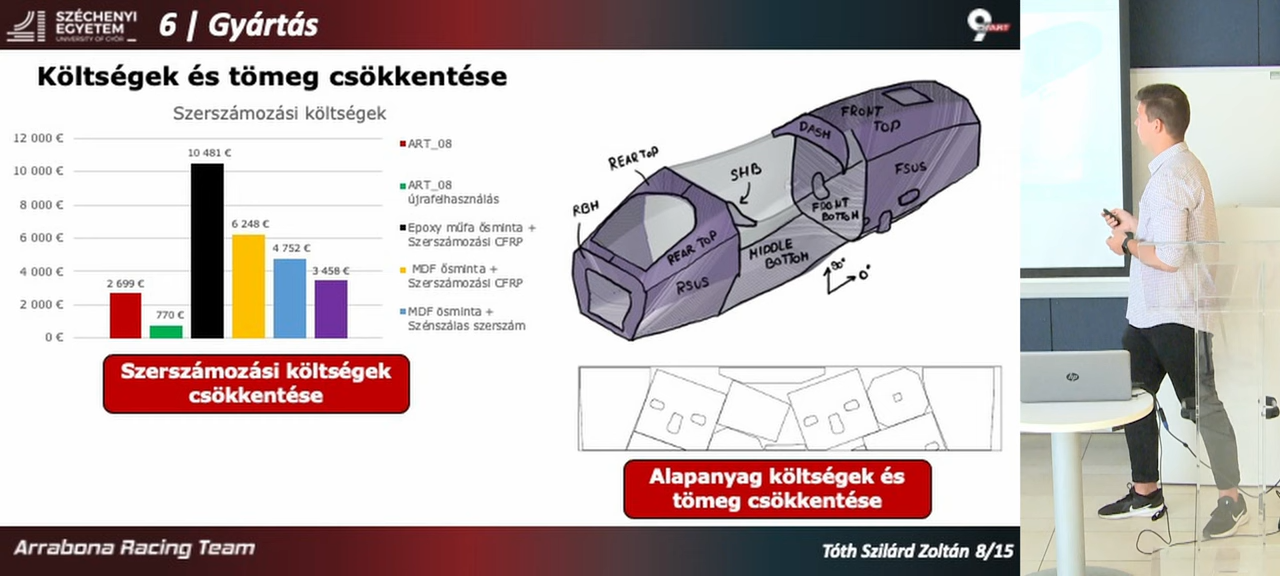 SZÉCHENYI
EGYETEM
UNIVERSITY OF GYŐR
6 | Gyártás
9
ART
Költségek és tömeg csökkentése
Szerszámozási költségek
12 000 €
10 000 €
8 000 €
6 000 €
4 000 €
2 000 €
0 €
2 699 €
770 €
10 481 €
6 248 €
4 752 €
3 458 €
ART_08
ART_08
újrafelhasználás
Epoxy műfa ősminta +
Szerszámozási CFRP
MDF ősminta +
Szerszámozási CFRP
MDF ősminta +
Szénszálas szerszám
Szerszámozási költségek
csökkentése
REAR TOP
RBH
SHB
DASH
FRONT
TOP
FSUS
FRONT
BOTTOM
REAR TOP
MIDDLE
BOTTOM
RSUS
90°
0°
Alapanyag költségek és
tömeg csökkentése
hp
Arrabona Racing Team
Tóth Szilárd Zoltán 8/15